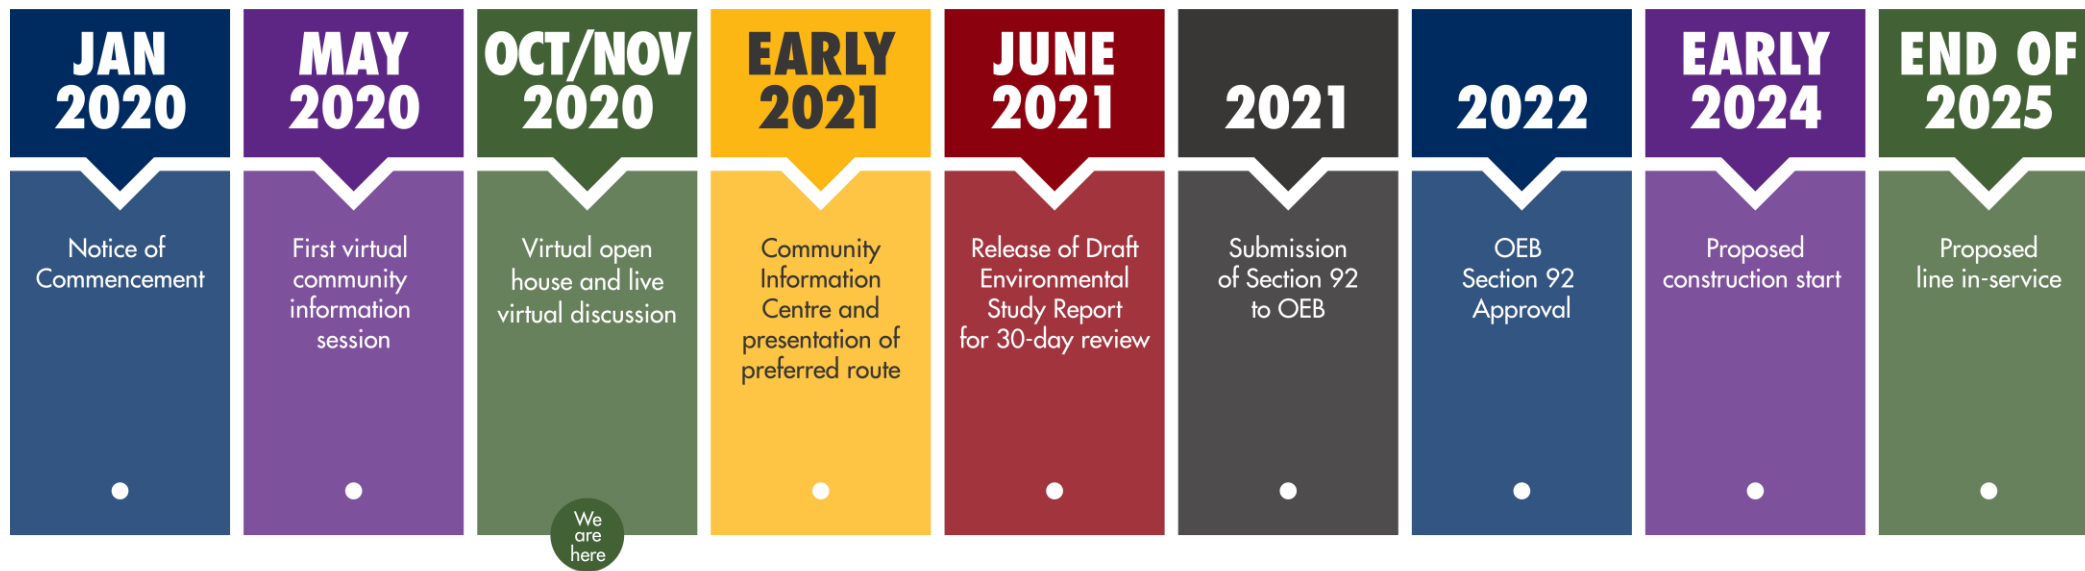 JAN
2020
Notice of
Commencement
MAY
2020
First virtual
community
information
session
OCT/NOV
2020
Virtual open
house and live
virtual discussion
We
are
here
EARLY
2021
Community
Information
Centre and
presentation of
preferred route
JUNE
2021
Release of Draft
Environmental
Study Report
for 30-day review
2021
Submission
of Section 92
to OEB
2022
OEB
Section 92
Approval
EARLY
2024
Proposed
construction start
END OF
2025
Proposed
line in-service